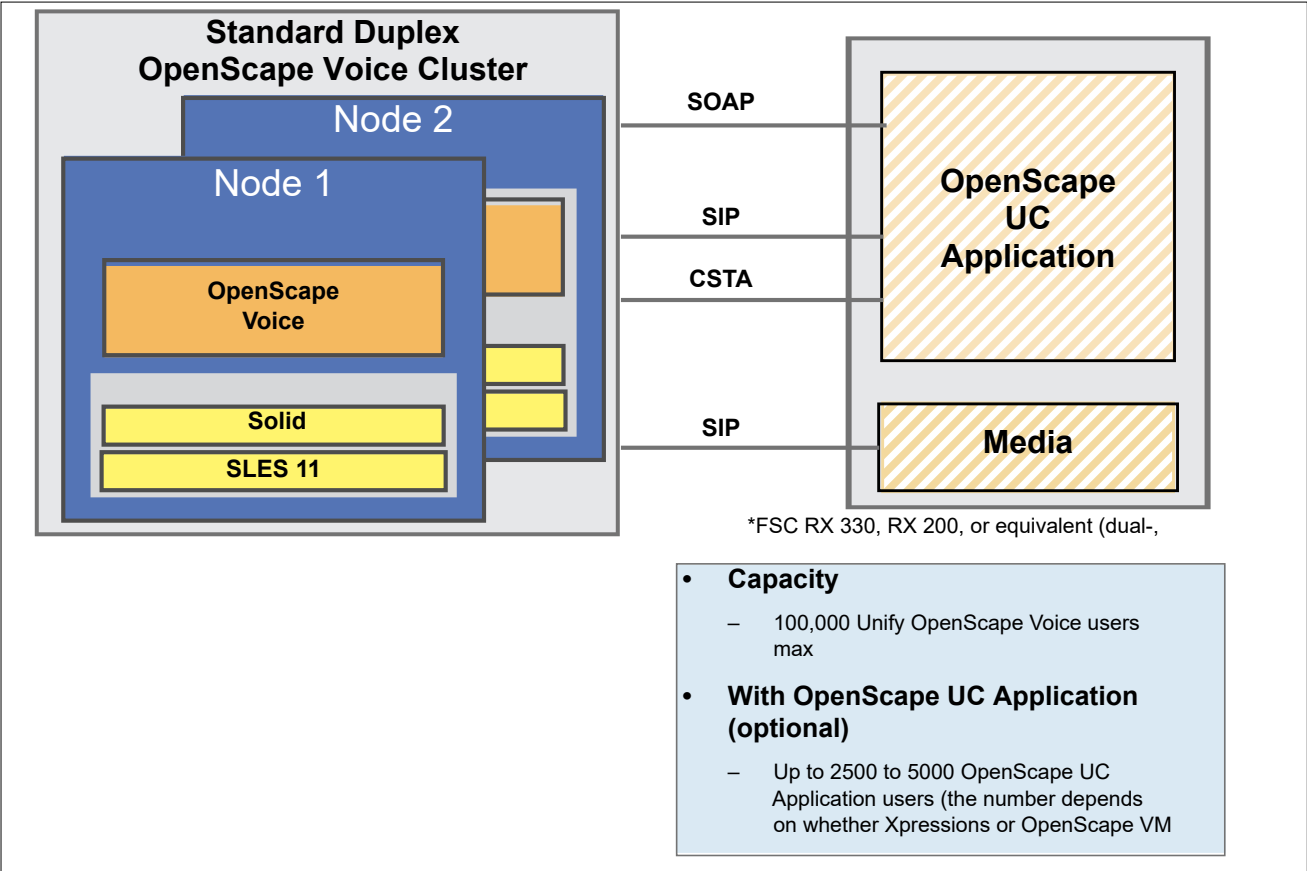 Standard Duplex
OpenScape Voice Cluster
Node 2
Node 1
OpenScape
Voice
Solid
SLES 11
SOAP
SIP
CSTA
SIP
OpenScape
UC
Application
Media
*FSC RX 330, RX 200, or equivalent (dual-,
• Capacity
– 100,000 Unify OpenScape Voice users
max
• With OpenScape UC Application
(optional)
– Up to 2500 to 5000 OpenScape UC
Application users (the number depends
on whether Xpressions or OpenScape VM